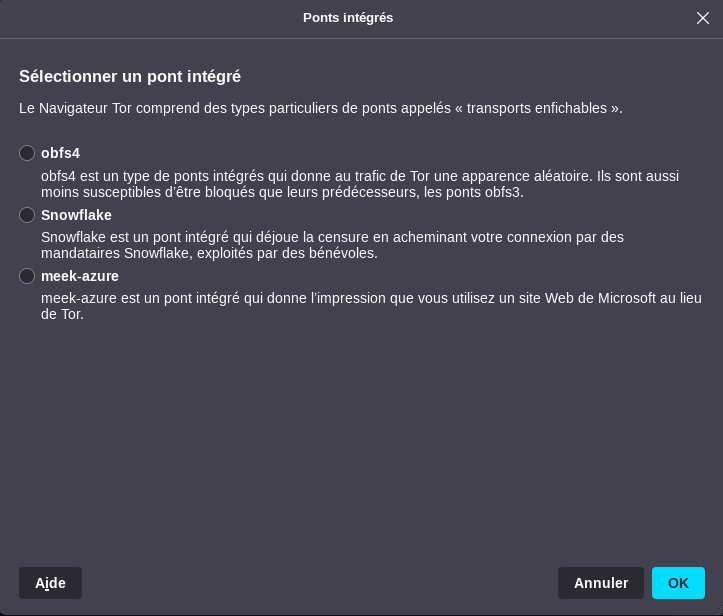 Ponts intégrés
Sélectionner un pont intégré
Le Navigateur Tor comprend des types particuliers de ponts appelés « transports enfichables ».
obfs4
obfs4 est un type de ponts intégrés qui donne au trafic de Tor une apparence aléatoire. Ils sont aussi
moins susceptibles d’être bloqués que leurs prédécesseurs, les ponts obfs3.
Snowflake
Snowflake est un pont intégré qui déjoue la censure en acheminant votre connexion par des
mandataires Snowflake, exploités par des bénévoles.
meek-azure
meek-azure est un pont intégré qui donne l’impression que vous utilisez un site Web de Microsoft au lieu
de Tor.
Aide
Annuler
OK